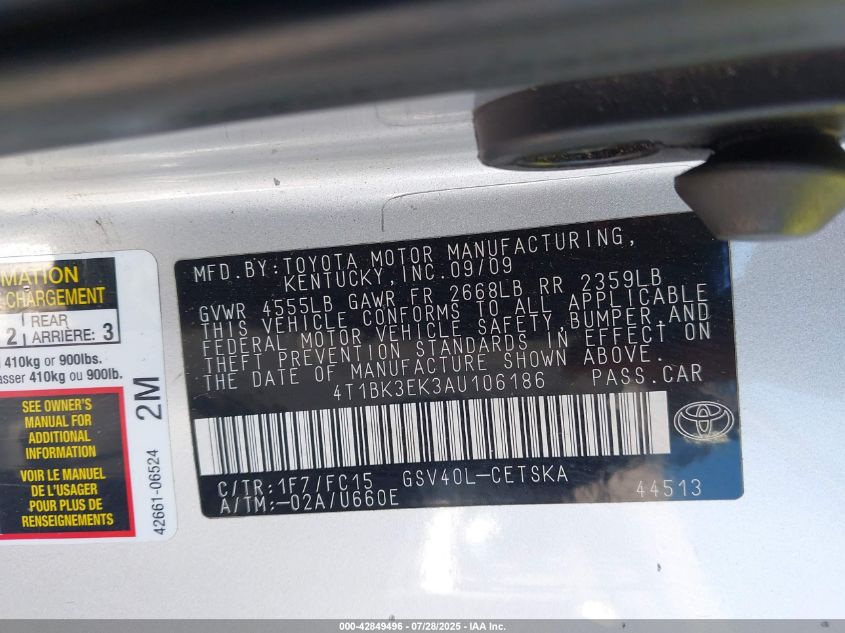 MATION
CHARGEMENT
2 REAR ARRIÈRE: 3
410kg or 900lbs.
asser 410kg ou 900lb.
SEE OWNER'S
MANUAL FOR
ADDITIONAL
INFORMATION
VOIR LE MANUEL
DE L'USAGER
POUR PLUS DE
RENSEIGNEMENTS
2M
42661-06524
MFD.BY:TOYOTA MOTOR MANUFACTURING,
KENTUCKY,INC.09/09
GVWR 4555LB GAWR FR 2668LB RR 2359LB
THIS VEHICLE CONFORMS TO ALL APPLICABLE
FEDERAL MOTOR VEHICLE SAFETY,BUMPER,AND
THEFT PREVENTION STANDARDS IN EFFECT ON
THE DATE OF MANUFACTURE SHOWN ABOVE.
4T1BK3EK3AU106186 PASS.CAR
C/TR:1F7/FC15 GSV40L-CETSKA
A/TM:-02A/U660E 44513
000-42849496 - 07/28/2025 - IAA Inc.